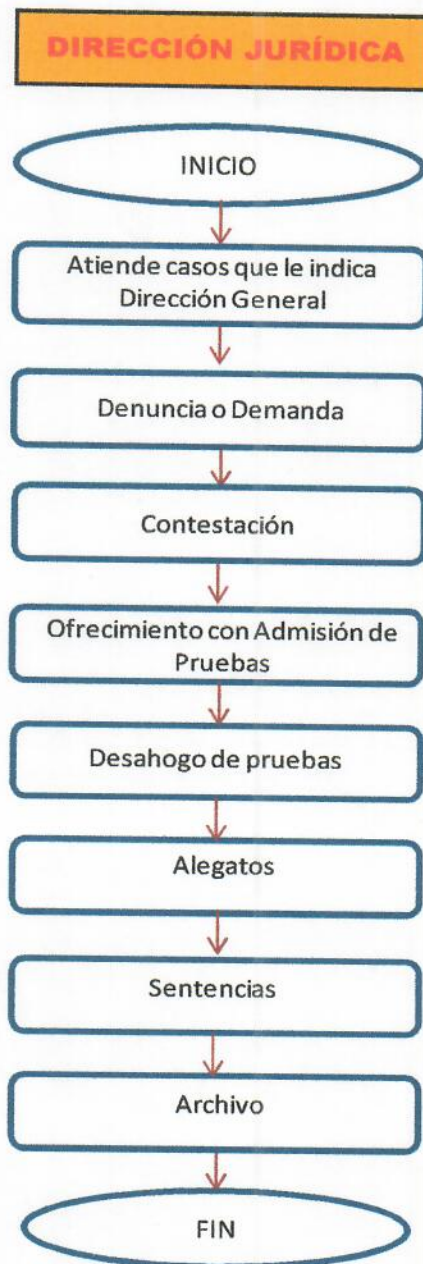 DIRECCIÓN JURÍDICA
INICIO
Atiende casos que le indica
Dirección General
Denuncia o Demanda
Contestación
Ofrecimiento con Admisión de
Pruebas
Desahogo de pruebas
Alegatos
Sentencias
Archivo
FIN